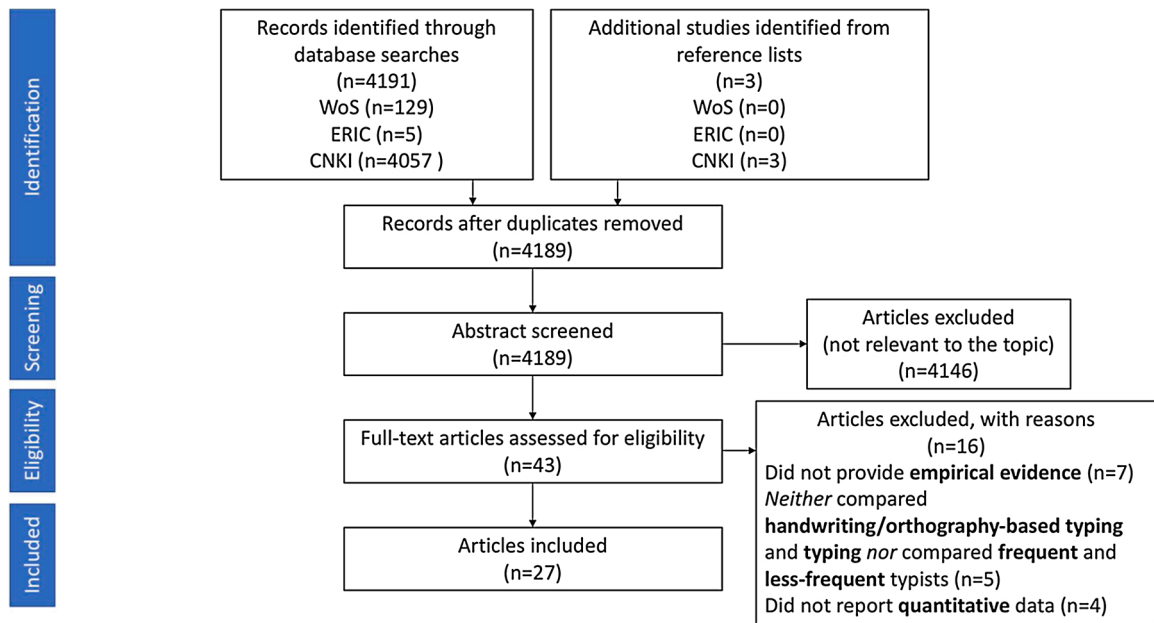 Identification
Records identified through
database searches
(n=4191)
WoS (n=129)
ERIC (n=5)
CNKI (n=4057 )
Additional studies identified from
reference lists
(n=3)
WoS (n=0)
ERIC (n=0)
CNKI (n=3)
Records after duplicates removed
(n=4189)
Screening
Abstract screened
(n=4189)
Articles excluded
(not relevant to the topic)
(n=4146)
Eligibility
Full-text articles assessed for eligibility
(n=43)
Articles excluded, with reasons
(n=16)
Did not provide empirical evidence (n=7)
Neither compared
handwriting/orthography-based typing
and typing nor compared frequent and
less-frequent typists (n=5)
Did not report quantitative data (n=4)
Included
Articles included
(n=27)